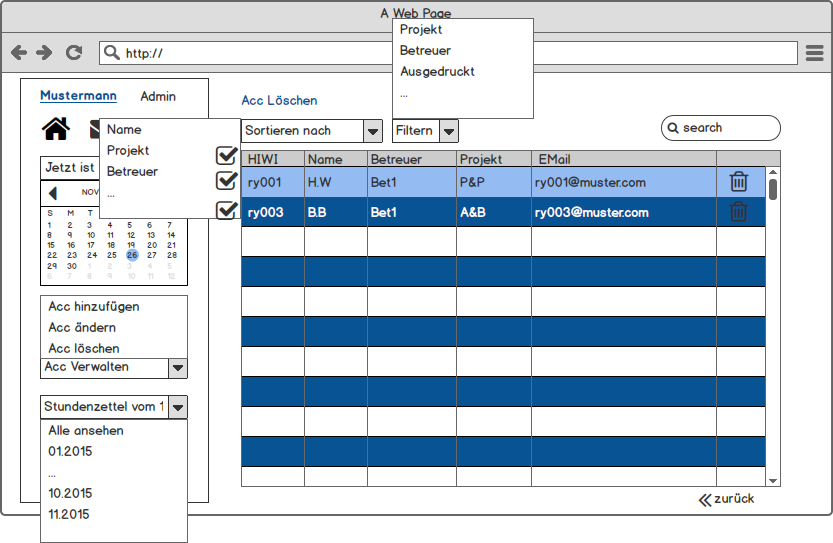 A Web Page
http://
Projekt
Betreuer
Ausgedruckt
...
Mustermann
Admin
Name
Projekt
Betreuer
...
Jetzt ist
NOV
S M T
1 2 3 4 5 6 7
8 9 10 11 12 13 14
15 16 17 18 19 20 21
22 23 24 25 26 27 28
29 30 1 2 3 4 5
6 7 8 9 10 11 12
Acc hinzufügen
Acc ändern
Acc löschen
Acc Verwalten
Stundenzettel vom 1
Alle ansehen
01.2015
...
10.2015
11.2015
Acc Löschen
Sortieren nach
Filtern
search
HIWI Name Betreuer Projekt EMail
ry001 H.W Bet1 P&P ry001@muster.com
ry003 B.B Bet1 A&B ry003@muster.com
zurück